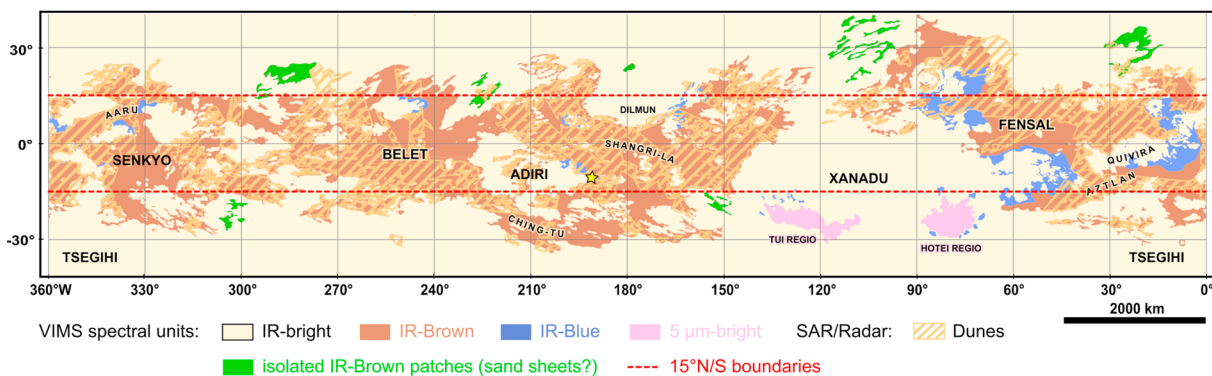 30°
0°
-30°
AARU
SENKYO
BELET
ADIRI
DILMUN
SHANGRI-LA
CHING-TU
XANADU
FENSAL
QUIVIRA
AZTLAN
TUI REGIO
HOTEI REGIO
TSEGIHI
TSEGIHI
360°W 330° 300° 270° 240° 210° 180° 150° 120° 90° 60° 30° 0°
2000 km
VIMS spectral units: IR-bright IR-Brown IR-Blue 5 µm-bright SAR/Radar: Dunes
isolated IR-Brown patches (sand sheets?) 15°N/S boundaries